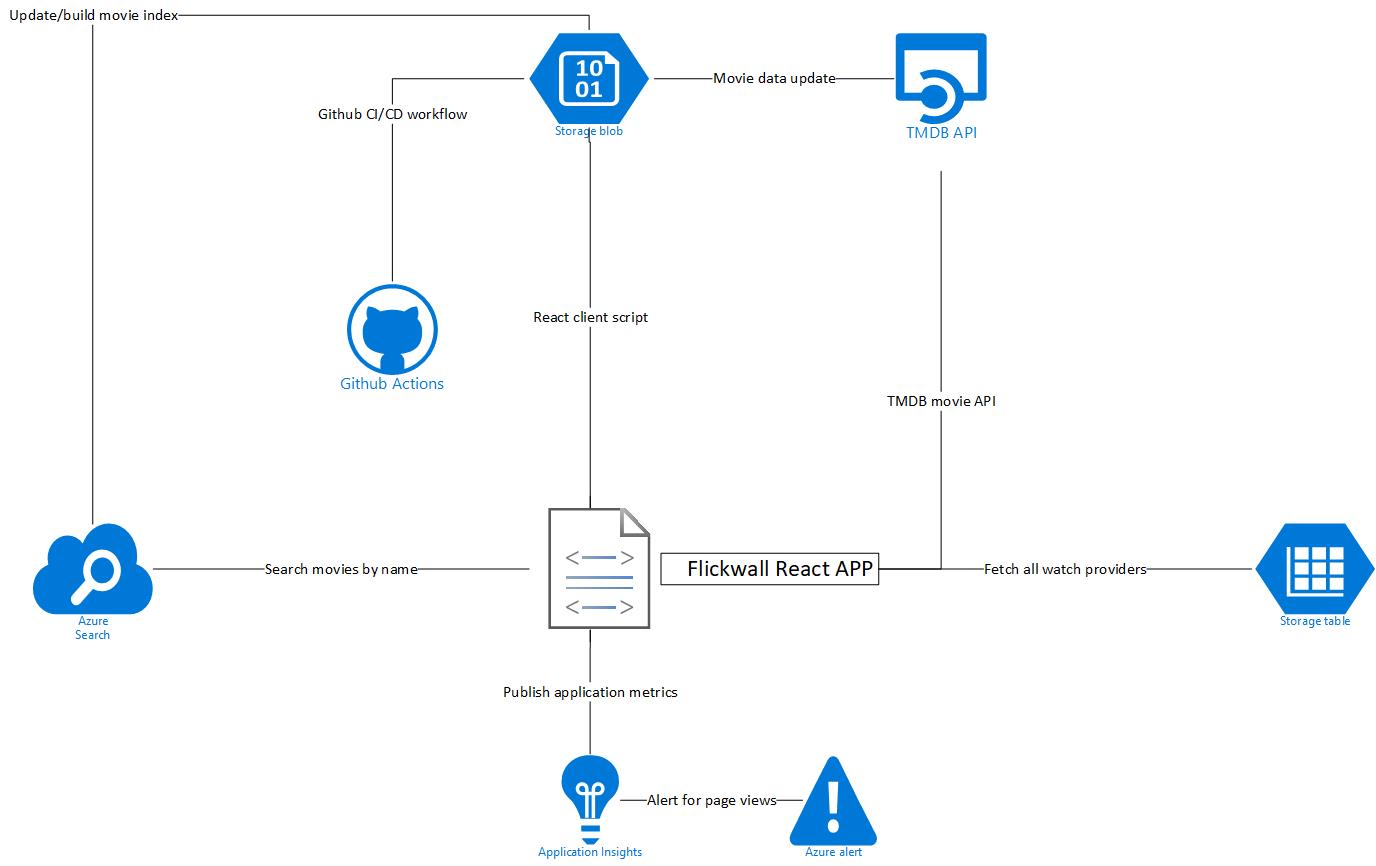 Update/build movie index
10
01
Movie data update
Github CI/CD workflow
Storage blob
TMDB API
React client script
Github Actions
TMDB movie API
Search movies by name
Flickwall React APP
Fetch all watch providers
Azure
Search
Storage table
Publish application metrics
Alert for page views
Application Insights
Azure alert